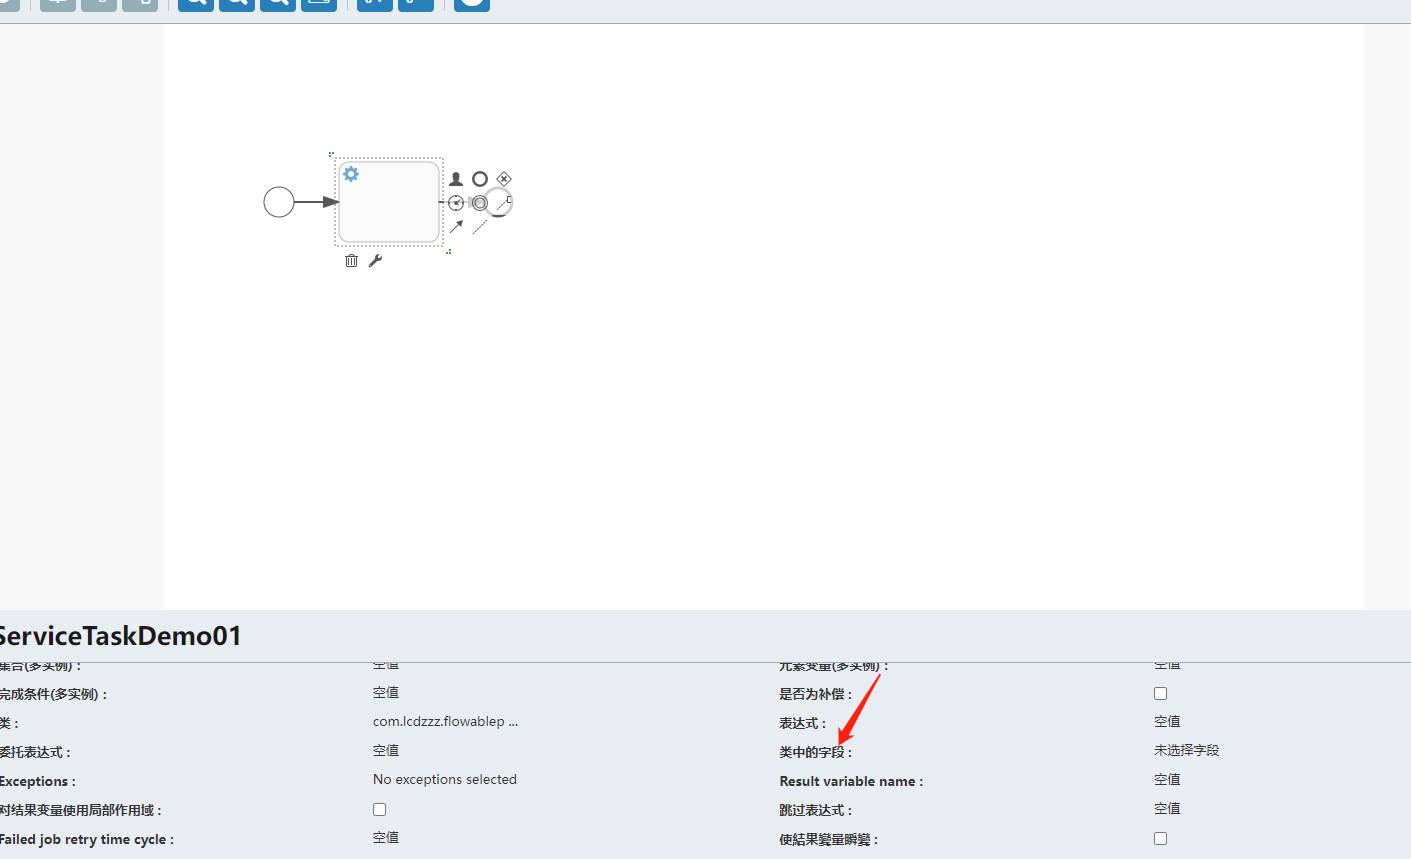 ServiceTaskDemo01
集合(多实例) : 空值 元素变量(多实例) : 空值
完成条件(多实例) : 空值 是否为补偿 :
类 : com.lcdzzz.flowablep ... 表达式 : 空值
委托表达式 : 空值 类中的字段 : 未选择字段
Exceptions : No exceptions selected Result variable name : 空值
对结果变量使用局部作用域 : 跳过表达式 : 空值
Failed job retry time cycle : 空值 使結果變量瞬變 :